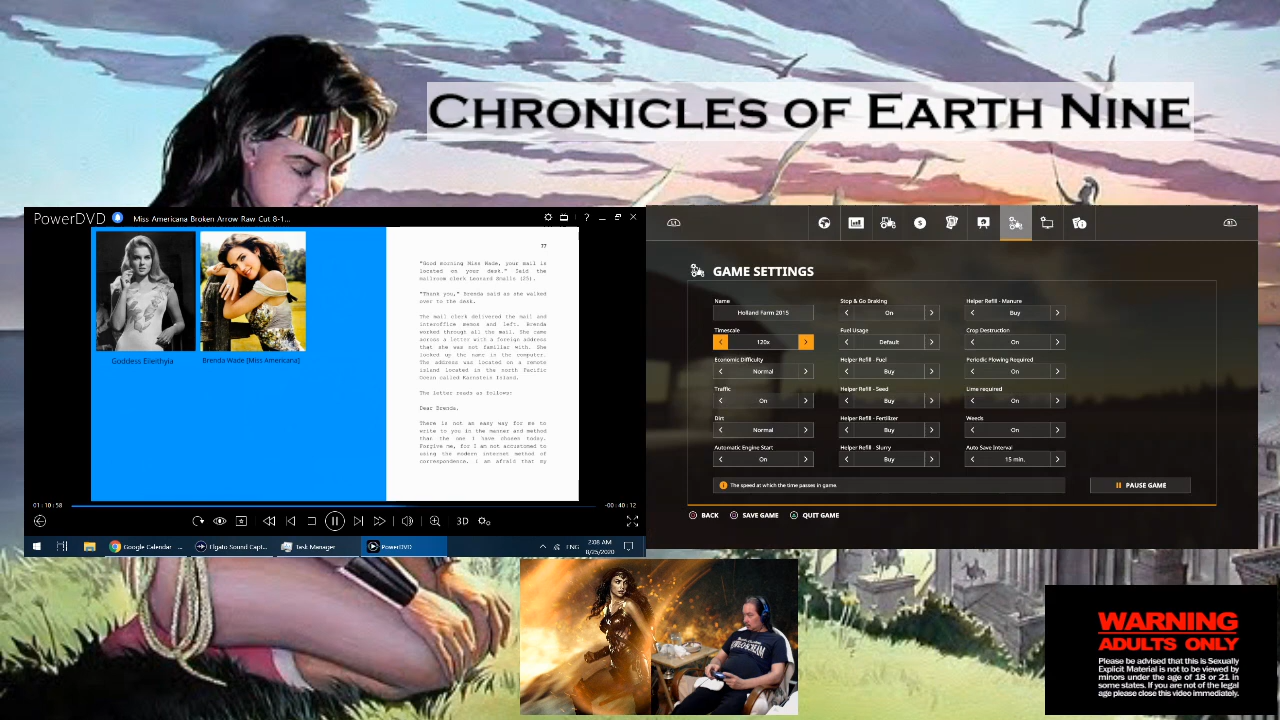 CHRONICLES OF EARTH NINE
PowerDVD
Miss Americana Broken Arrow Raw Cut 8-1...
?
Goddess Eileithyia
Brenda Wade [Miss Americana]
77
"Good morning Miss Wade, your mail is
located on your desk." Said the
mailroom clerk Leonard Snails (25).
"Thank you," Brenda said as she walked
over to the desk.
The mail clerk delivered the mail and
interoffice memos and left. Brenda
worked through all the mail. She came
across a letter with a foreign address
that she was not familiar with. She
looked up the name in the computer.
The address was located on a remote
island located in the north Pacific
Ocean called Karnstein Island.
The letter reads as follows:
Dear Brenda,
There is not an easy way for me to
write to you in the manner and method
than the one I have chosen today.
Forgive me, for I am not accustomed to
using the modern internet method of
correspondence. I am afraid that my
01:10:58
-00:40:12
3D
Google Calendar ...
Elgato Sound Capt...
Task Manager
PowerDVD
ENG
2:08 AM
8/25/2020
L1
R1
GAME SETTINGS
Name
Holland Farm 2015
Timescale
120x
Economic Difficulty
Normal
Traffic
On
Dirt
Normal
Automatic Engine Start
On
Stop & Go Braking
On
Fuel Usage
Default
Helper Refill - Fuel
Buy
Helper Refill - Seed
Buy
Helper Refill - Fertilizer
Buy
Helper Refill - Slurry
Buy
Helper Refill - Manure
Buy
Crop Destruction
On
Periodic Plowing Required
On
Lime required
On
Weeds
On
Auto Save Interval
15 min.
The speed at which the time passes in game.
PAUSE GAME
BACK
SAVE GAME
QUIT GAME
WARNING
ADULTS ONLY
Please be advised that this is Sexually
Explicit Material is not to be viewed by
minors under the age of 18 or 21 in
some states. If you are not of the legal
age please close this video immediately.